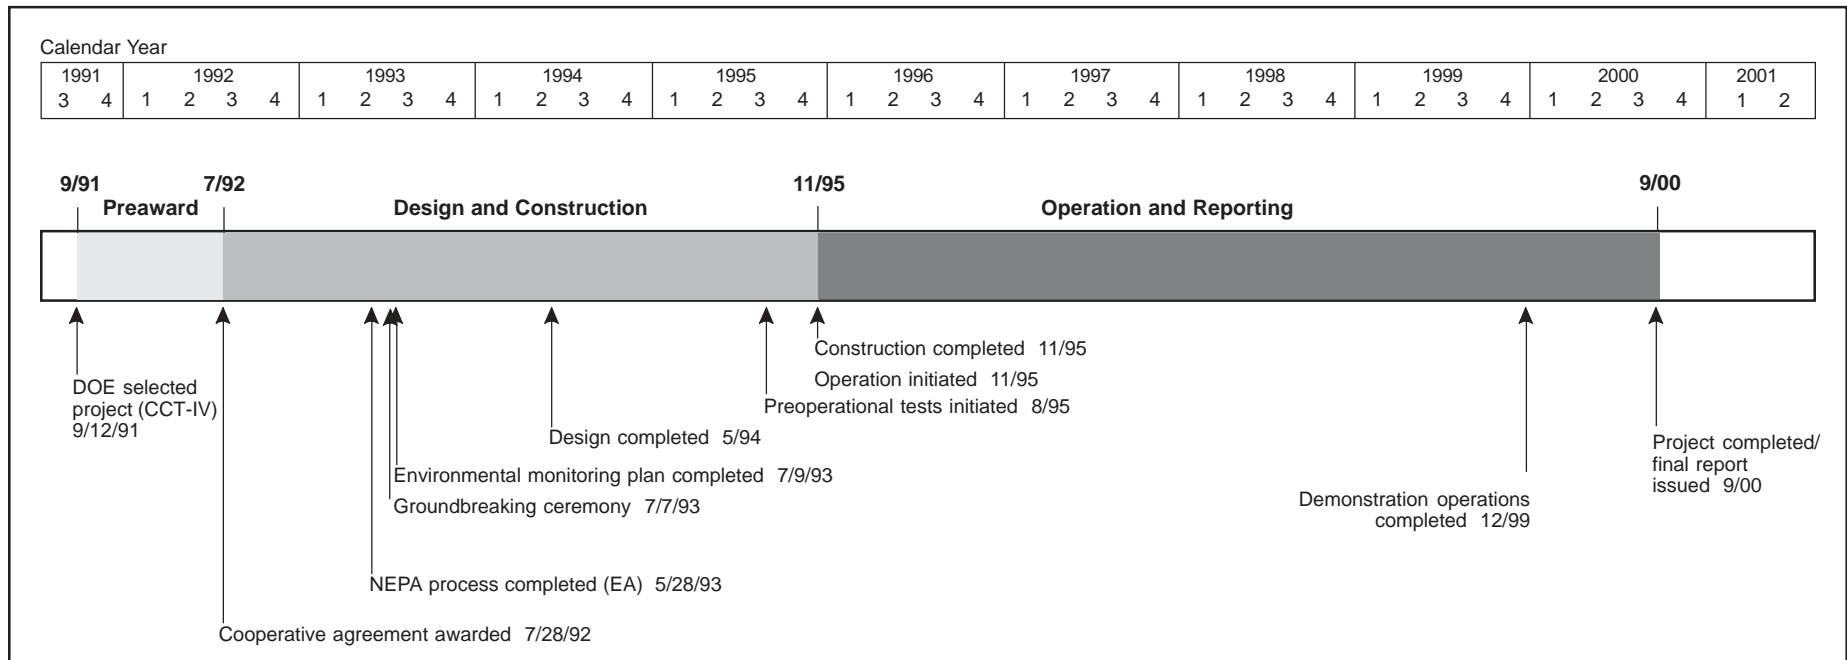 Calendar Year
1991 1992 1993 1994 1995 1996 1997 1998 1999 2000 2001
3 4 1 2 3 4 1 2 3 4 1 2 3 4 1 2 3 4 1 2 3 4 1 2 3 4 1 2 3 4 1 2 3 4 1 2 3 4 1 2
9/91 7/92 11/95 9/00
Preaward Design and Construction Operation and Reporting
Construction completed 11/95
Operation initiated 11/95
Preoperational tests initiated 8/95
DOE selected
project (CCT-IV)
9/12/91
Design completed 5/94
Project completed/
final report
issued 9/00
Environmental monitoring plan completed 7/9/93
Groundbreaking ceremony 7/7/93
Demonstration operations
completed 12/99
NEPA process completed (EA) 5/28/93
Cooperative agreement awarded 7/28/92